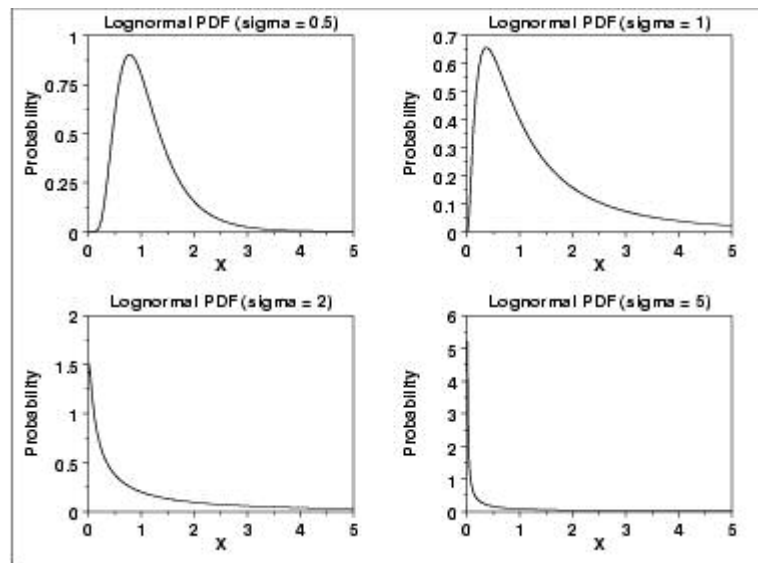 Lognormal PDF (sigma = 0.5)
Probability
1
0.75
0.5
0.25
0
0 1 2 3 4 5
X
Lognormal PDF (sigma = 1)
Probability
0.7
0.6
0.5
0.4
0.3
0.2
0.1
0
0 1 2 3 4 5
X
Lognormal PDF (sigma = 2)
Probability
2
1.5
1
0.5
0
0 1 2 3 4 5
X
Lognormal PDF (sigma = 5)
Probability
6
5
4
3
2
1
0
0 1 2 3 4 5
X